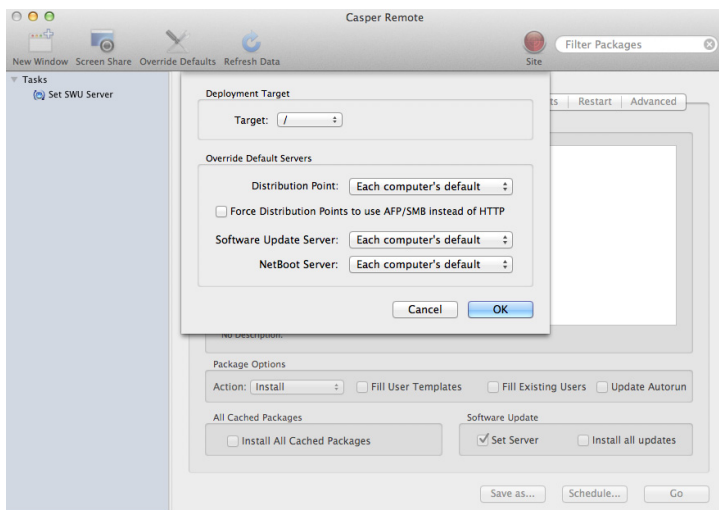 Casper Remote
New Window Screen Share Override Defaults Refresh Data Site Filter Packages
Tasks
Set SWU Server
Deployment Target
Target: /
ts Restart Advanced
Override Default Servers
Distribution Point: Each computer's default
Force Distribution Points to use AFP/SMB instead of HTTP
Software Update Server: Each computer's default
NetBoot Server: Each computer's default
Cancel OK
No Description.
Package Options
Action: Install Fill User Templates Fill Existing Users Update Autorun
All Cached Packages Software Update
Install All Cached Packages Set Server Install all updates
Save as... Schedule... Go